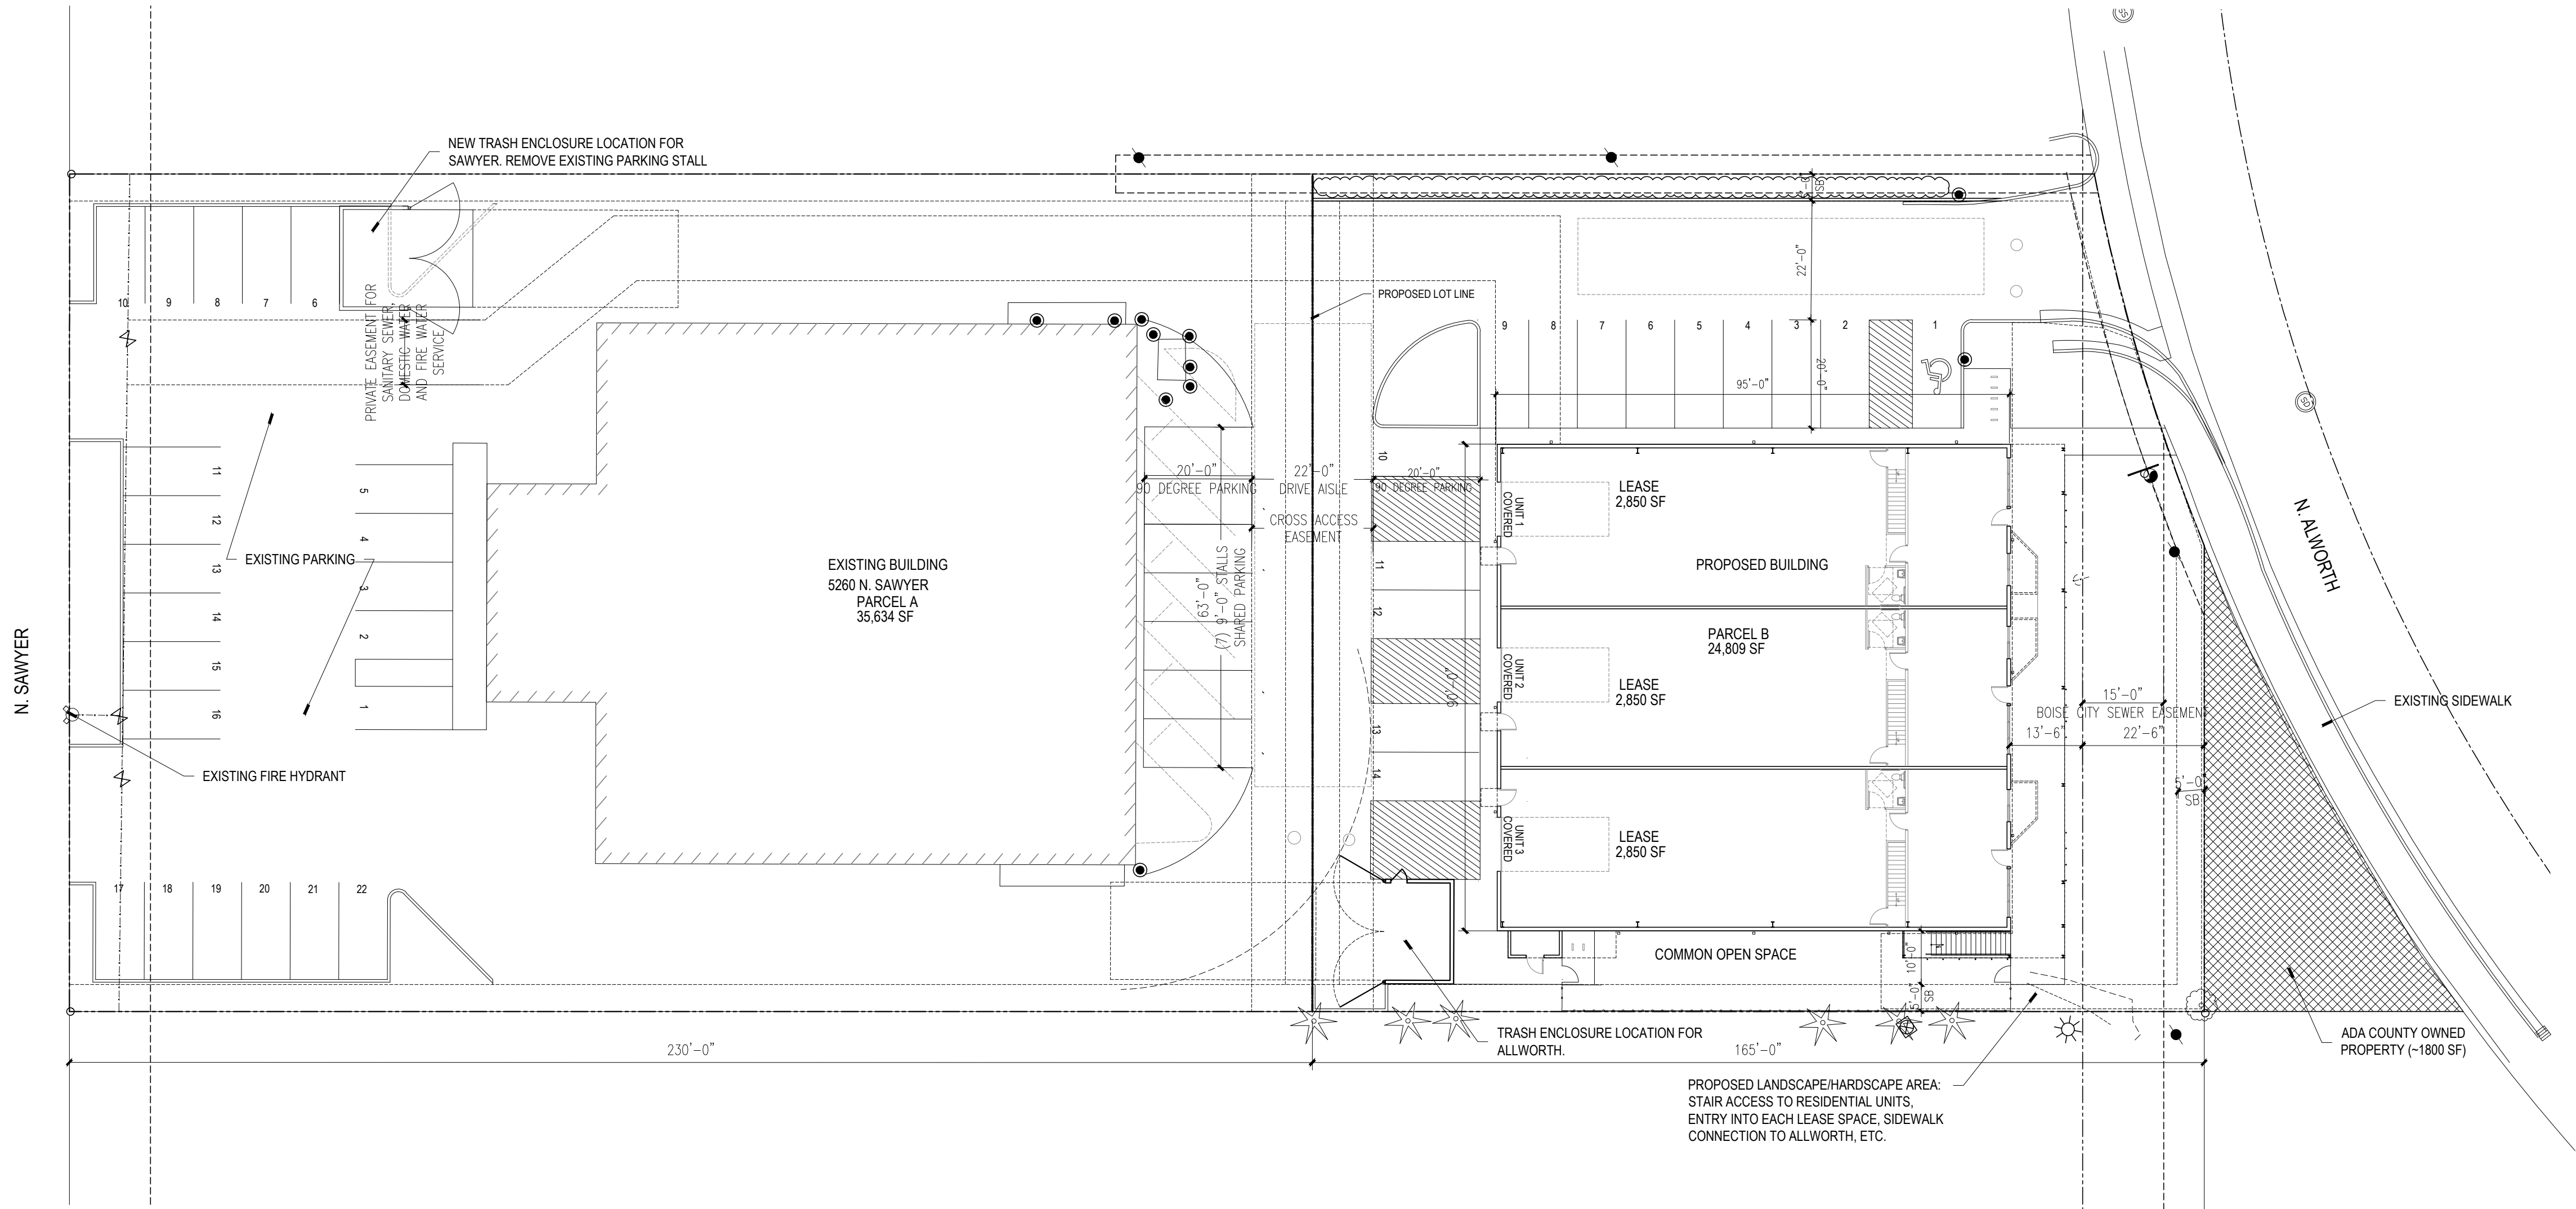 NEW TRASH ENCLOSURE LOCATION FOR
SAWYER. REMOVE EXISTING PARKING STALL
10
9
8
7
6
PRIVATE EASEMENT FOR
SANITARY SEWER,
DOMESTIC WATER
AND FIRE WATER
SERVICE
11
12
13
14
15
16
5
4
3
2
1
EXISTING PARKING
N. SAWYER
EXISTING FIRE HYDRANT
17
18
19
20
21
22
EXISTING BUILDING
5260 N. SAWYER
PARCEL A
35,634 SF
20'-0"
90 DEGREE PARKING
22'-0"
DRIVE AISLE
CROSS ACCESS
EASEMENT
20'-0"
90 DEGREE PARKING
63'-0"
(7) 9'-0" STALLS
SHARED PARKING
PROPOSED LOT LINE
SB
22'-0"
9
8
7
6
5
4
3
2
1
20'-0"
95'-0"
10
11
12
13
14
90'-0"
UNIT 1
COVERED
UNIT 2
COVERED
UNIT 3
COVERED
LEASE
2,850 SF
PROPOSED BUILDING
PARCEL B
24,809 SF
LEASE
2,850 SF
LEASE
2,850 SF
COMMON OPEN SPACE
10'-0"
5'-0"
SB
15'-0"
BOISE CITY SEWER EASEMENT
13'-6"
22'-6"
5'-0"
SB
SD
N. ALWORTH
EXISTING SIDEWALK
230'-0"
165'-0"
TRASH ENCLOSURE LOCATION FOR
ALLWORTH.
PROPOSED LANDSCAPE/HARDSCAPE AREA:
STAIR ACCESS TO RESIDENTIAL UNITS,
ENTRY INTO EACH LEASE SPACE, SIDEWALK
CONNECTION TO ALLWORTH, ETC.
ADA COUNTY OWNED
PROPERTY (~1800 SF)